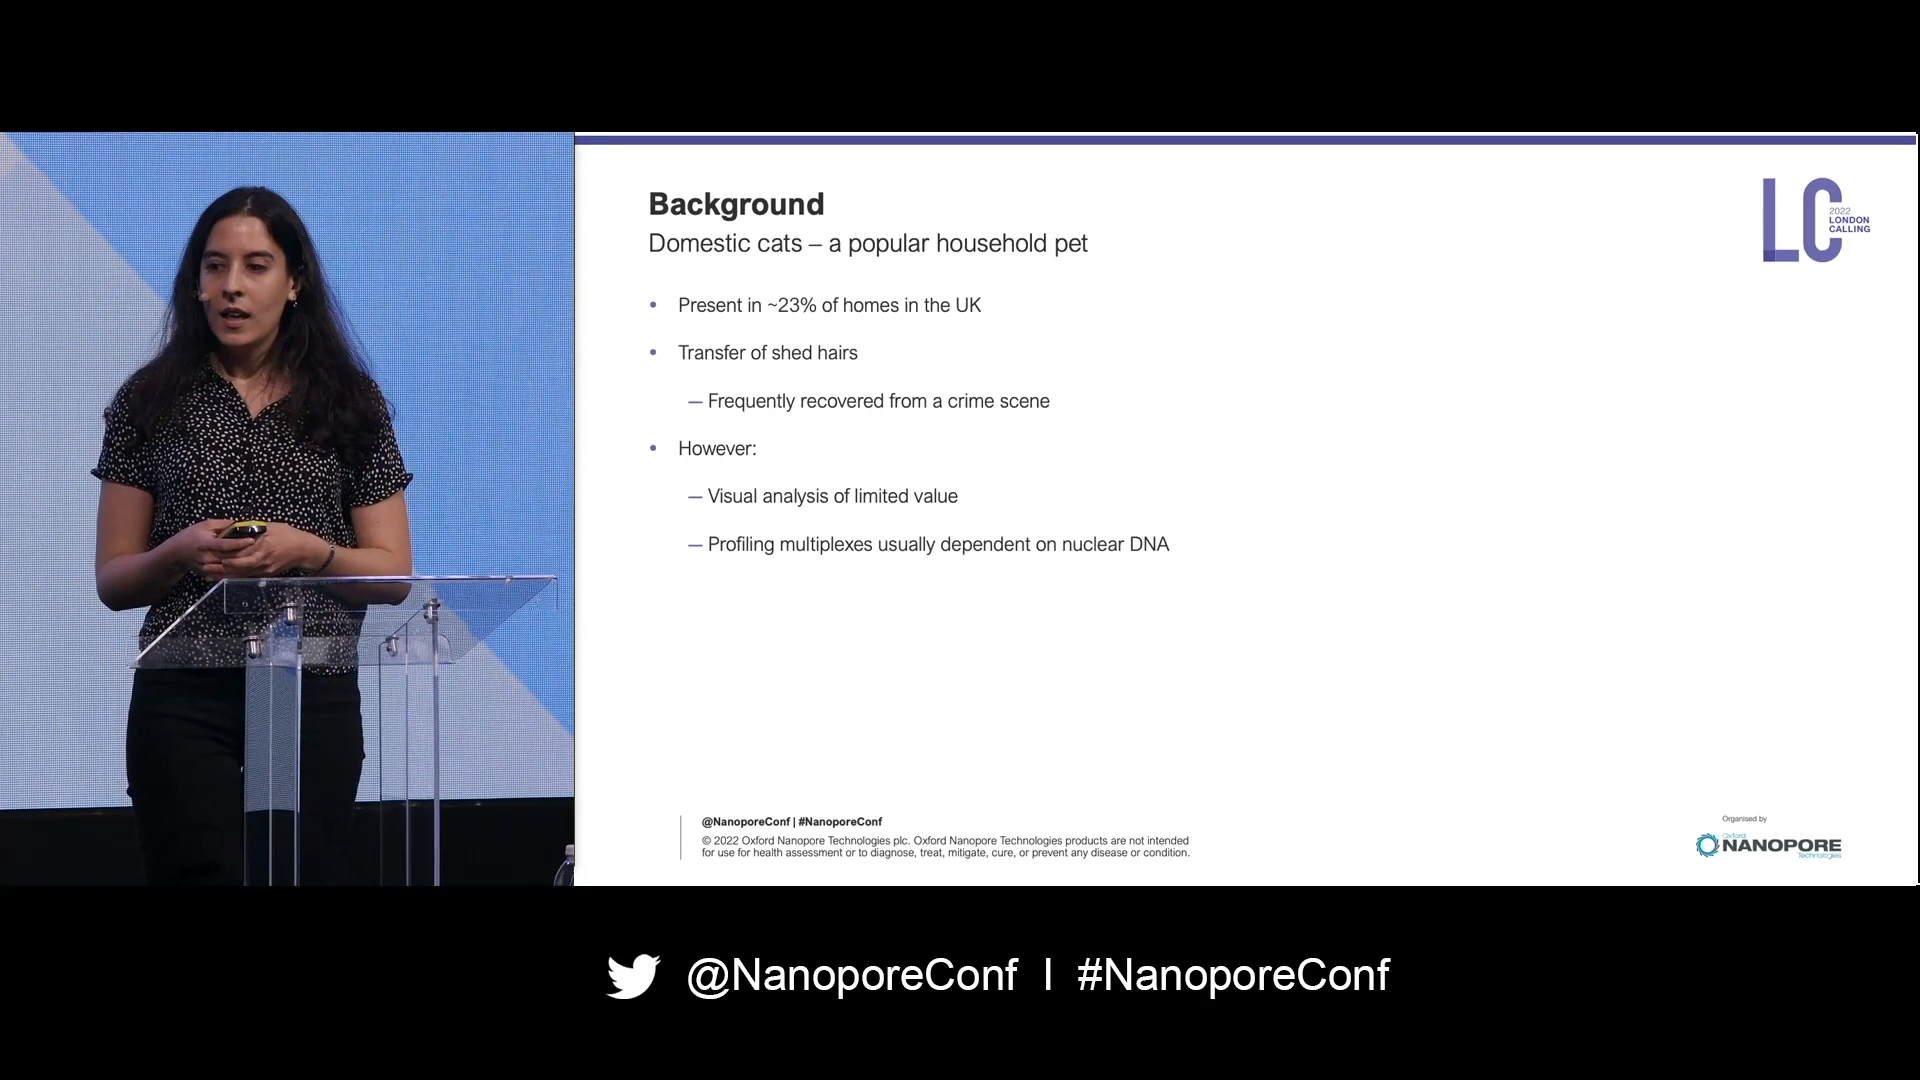 Background
Domestic cats – a popular household pet
• Present in ~23% of homes in the UK
• Transfer of shed hairs
— Frequently recovered from a crime scene
• However:
— Visual analysis of limited value
— Profiling multiplexes usually dependent on nuclear DNA
LC
2022
LONDON
CALLING
@NanoporeConf | #NanoporeConf
© 2022 Oxford Nanopore Technologies plc. Oxford Nanopore Technologies products are not intended
for use for health assessment or to diagnose, treat, mitigate, cure, or prevent any disease or condition.
Organised by
Oxford
NANOPORE
Technologies
@NanoporeConf | #NanoporeConf